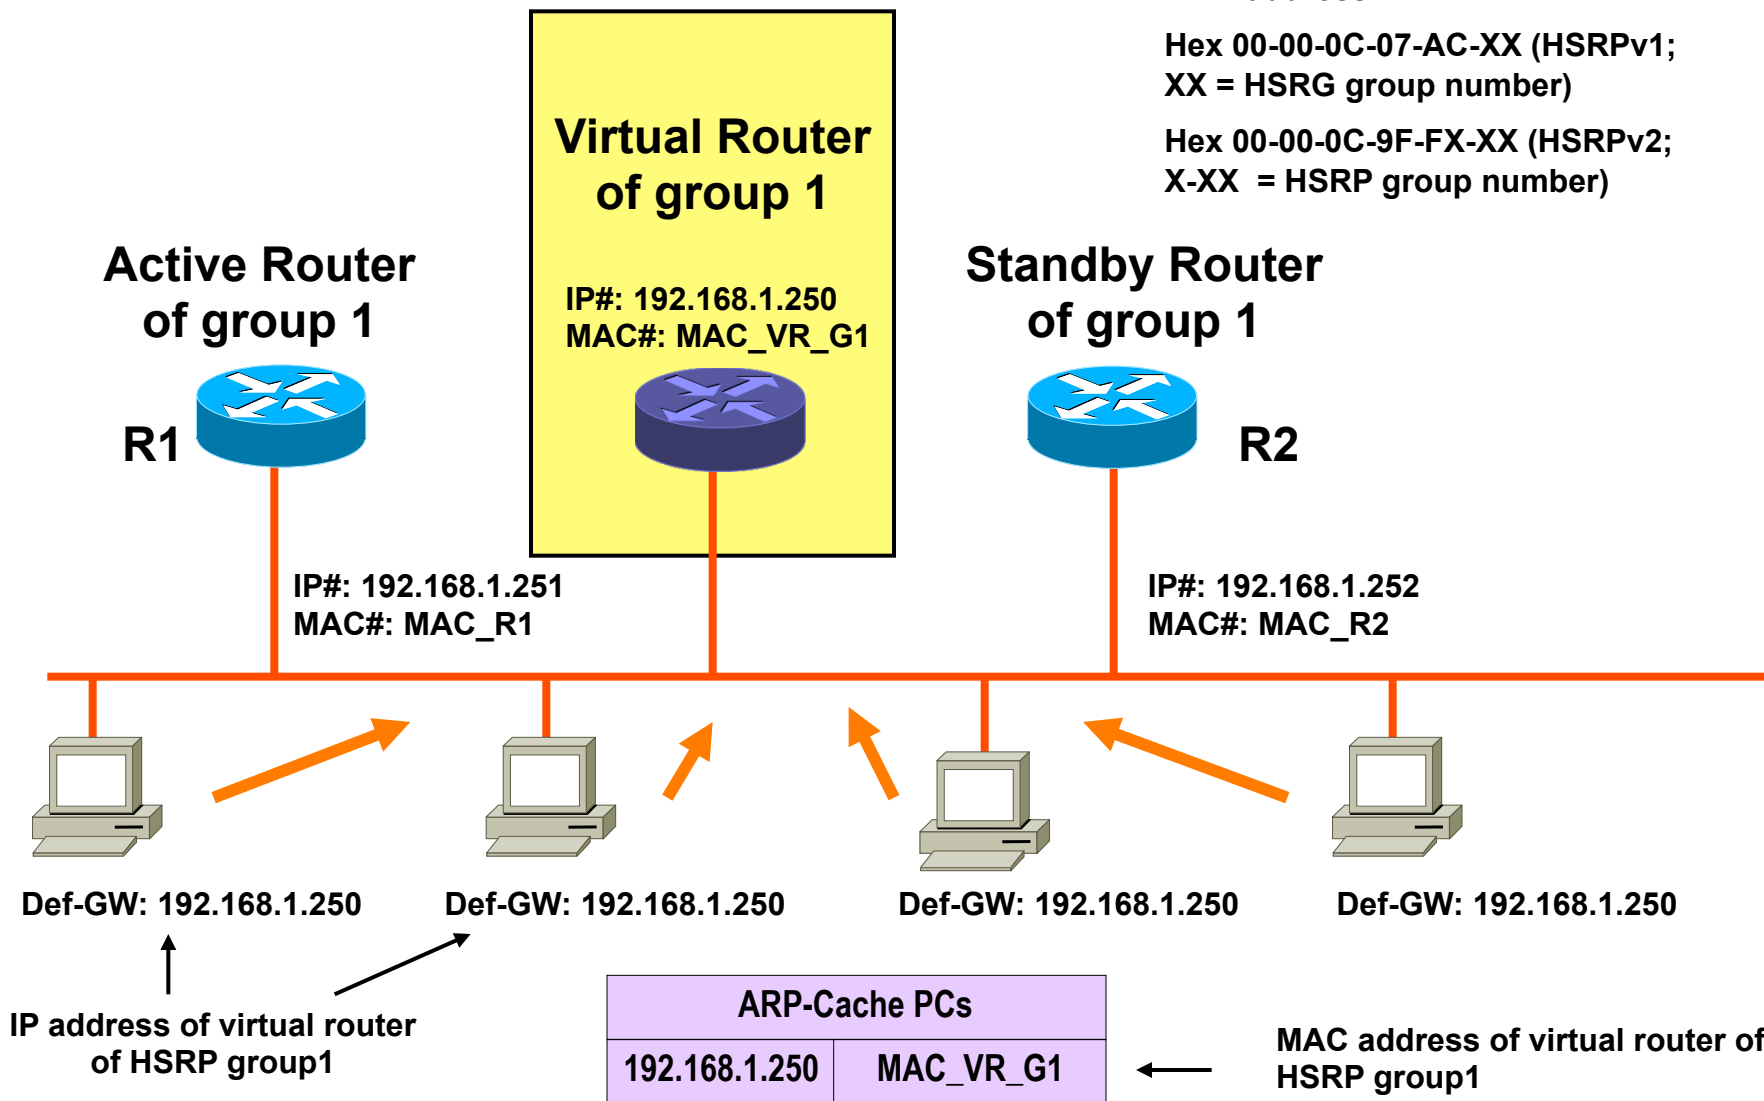 Hex 00-00-0C-07-AC-XX (HSRPv1;
XX = HSRG group number)
Hex 00-00-0C-9F-FX-XX (HSRPv2;
X-XX  = HSRP group number)
Virtual Router
of group 1
IP#: 192.168.1.250
MAC#: MAC_VR_G1
Active Router
of group 1
Standby Router
of group 1
R1
R2
IP#: 192.168.1.251
MAC#: MAC_R1
IP#: 192.168.1.252
MAC#: MAC_R2
Def-GW: 192.168.1.250
Def-GW: 192.168.1.250
Def-GW: 192.168.1.250
Def-GW: 192.168.1.250
IP address of virtual router
of HSRP group1
ARP-Cache PCs
192.168.1.250 MAC_VR_G1
MAC address of virtual router of
HSRP group1